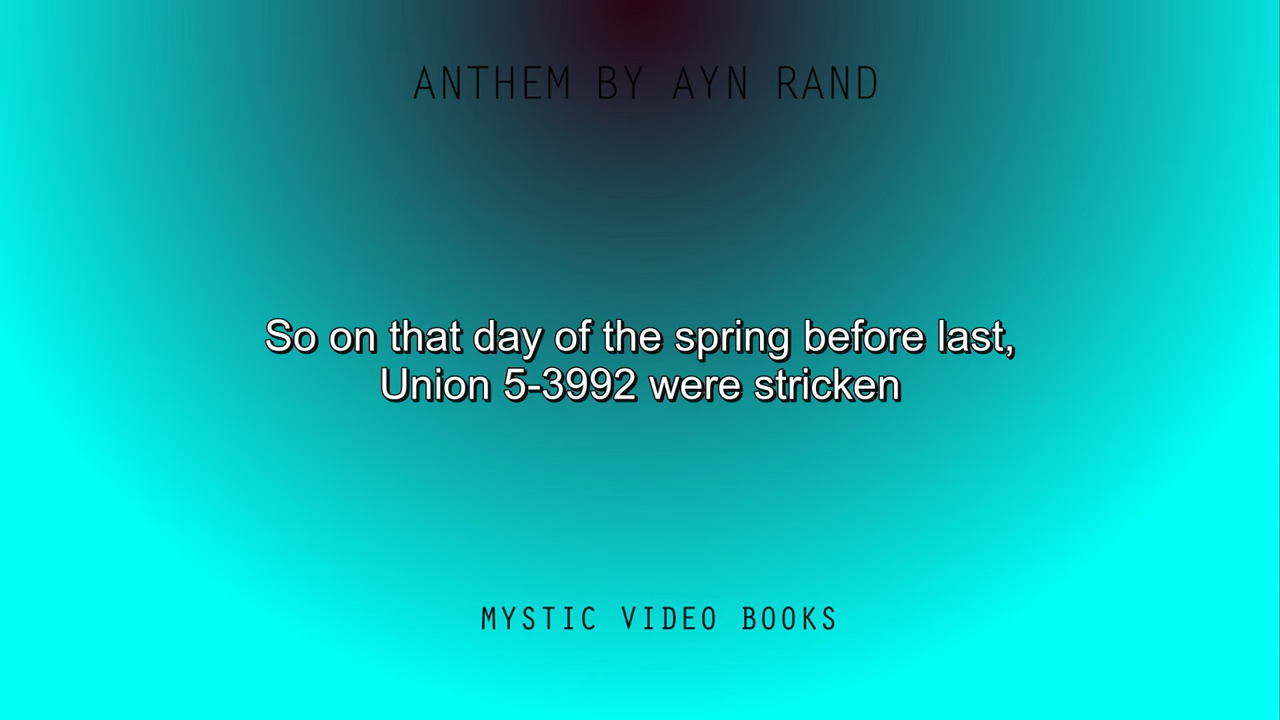 ANTHEM BY AYN RAND
So on that day of the spring before last,
Union 5-3992 were stricken
MYSTIC VIDEO BOOKS